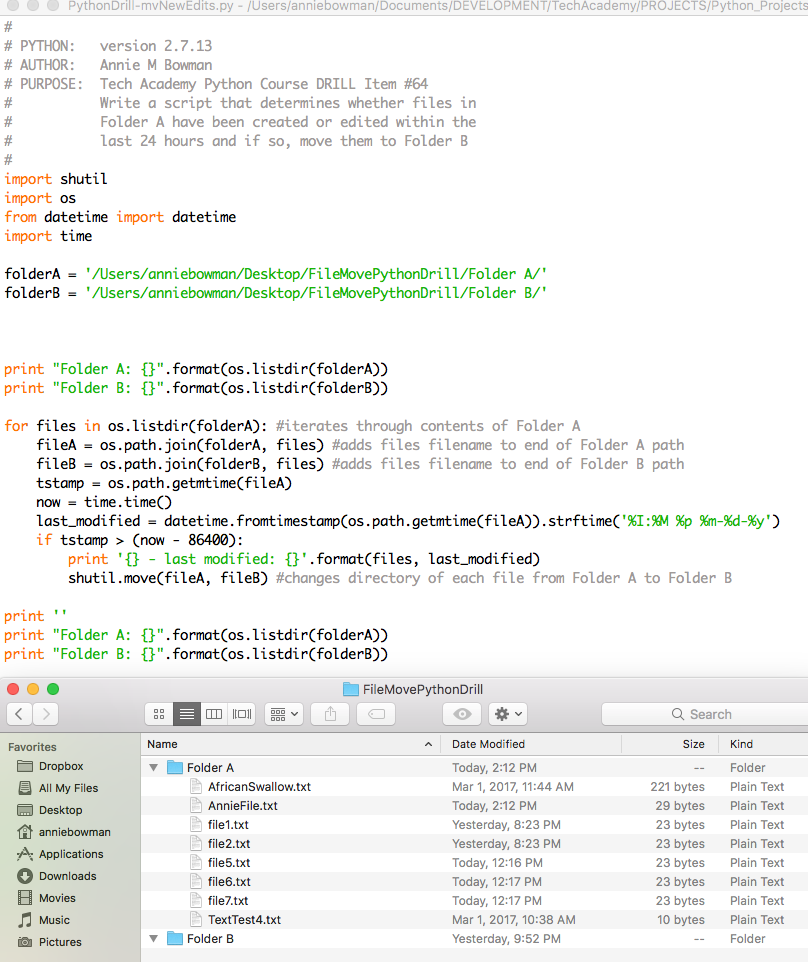 PythonDrill-mvNewEdits.py - /Users/anniebowman/Documents/DEVELOPMENT/TechAcademy/PROJECTS/Python_Projects
#
# PYTHON:   version 2.7.13
# AUTHOR:   Annie M Bowman
# PURPOSE:  Tech Academy Python Course DRILL Item #64
#           Write a script that determines whether files in
#           Folder A have been created or edited within the
#           last 24 hours and if so, move them to Folder B
#
import shutil
import os
from datetime import datetime
import time
folderA = '/Users/anniebowman/Desktop/FileMovePythonDrill/Folder A/'
folderB = '/Users/anniebowman/Desktop/FileMovePythonDrill/Folder B/'
print "Folder A: {}".format(os.listdir(folderA))
print "Folder B: {}".format(os.listdir(folderB))
for files in os.listdir(folderA): #iterates through contents of Folder A
    fileA = os.path.join(folderA, files) #adds files filename to end of Folder A path
    fileB = os.path.join(folderB, files) #adds files filename to end of Folder B path
    tstamp = os.path.getmtime(fileA)
    now = time.time()
    last_modified = datetime.fromtimestamp(os.path.getmtime(fileA)).strftime('%I:%M %p %m-%d-%y')
    if tstamp > (now - 86400):
        print '{} - last modified: {}'.format(files, last_modified)
        shutil.move(fileA, fileB) #changes directory of each file from Folder A to Folder B
print ''
print "Folder A: {}".format(os.listdir(folderA))
print "Folder B: {}".format(os.listdir(folderB))
FileMovePythonDrill
Search
Favorites
Dropbox
All My Files
Desktop
anniebowman
Applications
Downloads
Movies
Music
Pictures
Name Date Modified Size Kind
Folder A Today, 2:12 PM -- Folder
AfricanSwallow.txt Mar 1, 2017, 11:44 AM 221 bytes Plain Text
AnnieFile.txt Today, 2:12 PM 29 bytes Plain Text
file1.txt Yesterday, 8:23 PM 23 bytes Plain Text
file2.txt Yesterday, 8:23 PM 23 bytes Plain Text
file5.txt Today, 12:16 PM 23 bytes Plain Text
file6.txt Today, 12:17 PM 23 bytes Plain Text
file7.txt Today, 12:17 PM 23 bytes Plain Text
TextTest4.txt Mar 1, 2017, 10:38 AM 10 bytes Plain Text
Folder B Yesterday, 9:52 PM -- Folder